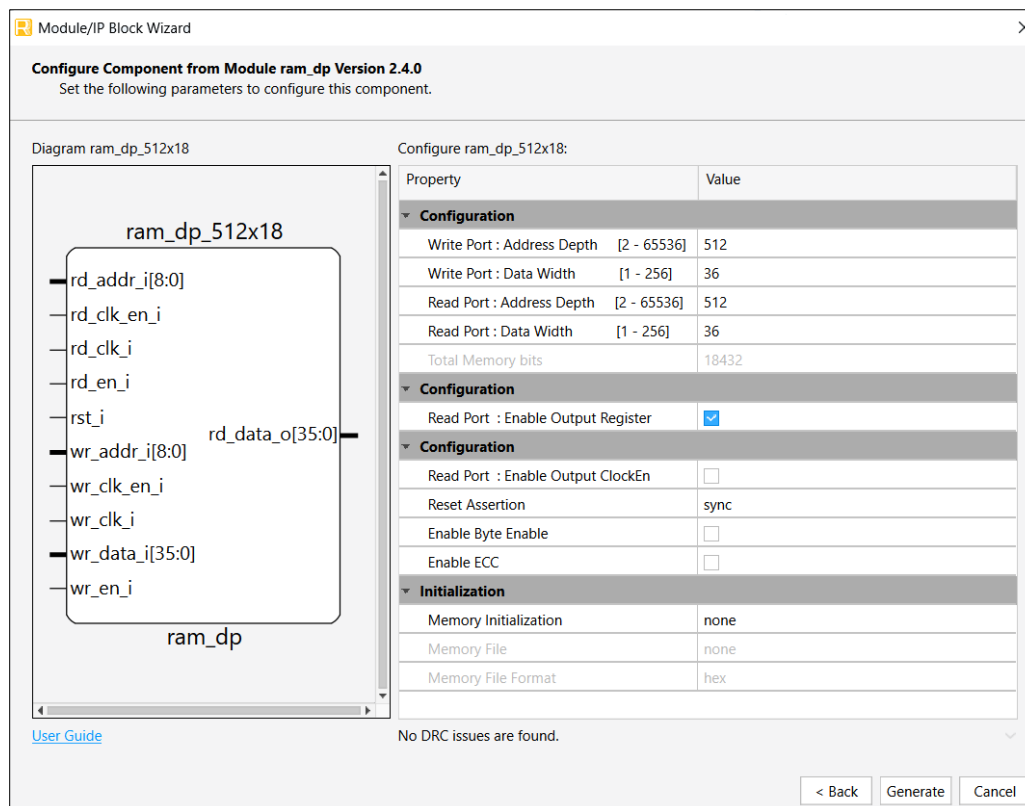 Module/IP Block Wizard
Configure Component from Module ram_dp Version 2.4.0
Set the following parameters to configure this component.
Diagram ram_dp_512x18
ram_dp_512x18
rd_addr_i[8:0]
rd_clk_en_i
rd_clk_i
rd_en_i
rst_i
rd_data_o[35:0]
wr_addr_i[8:0]
wr_clk_en_i
wr_clk_i
wr_data_i[35:0]
wr_en_i
ram_dp
User Guide
Configure ram_dp_512x18:
Property Value
Configuration
Write Port : Address Depth [2 - 65536] 512
Write Port : Data Width [1 - 256] 36
Read Port : Address Depth [2 - 65536] 512
Read Port : Data Width [1 - 256] 36
Total Memory bits 18432
Configuration
Read Port : Enable Output Register
Configuration
Read Port : Enable Output ClockEn
Reset Assertion sync
Enable Byte Enable
Enable ECC
Initialization
Memory Initialization none
Memory File none
Memory File Format hex
No DRC issues are found.
< Back Generate Cancel